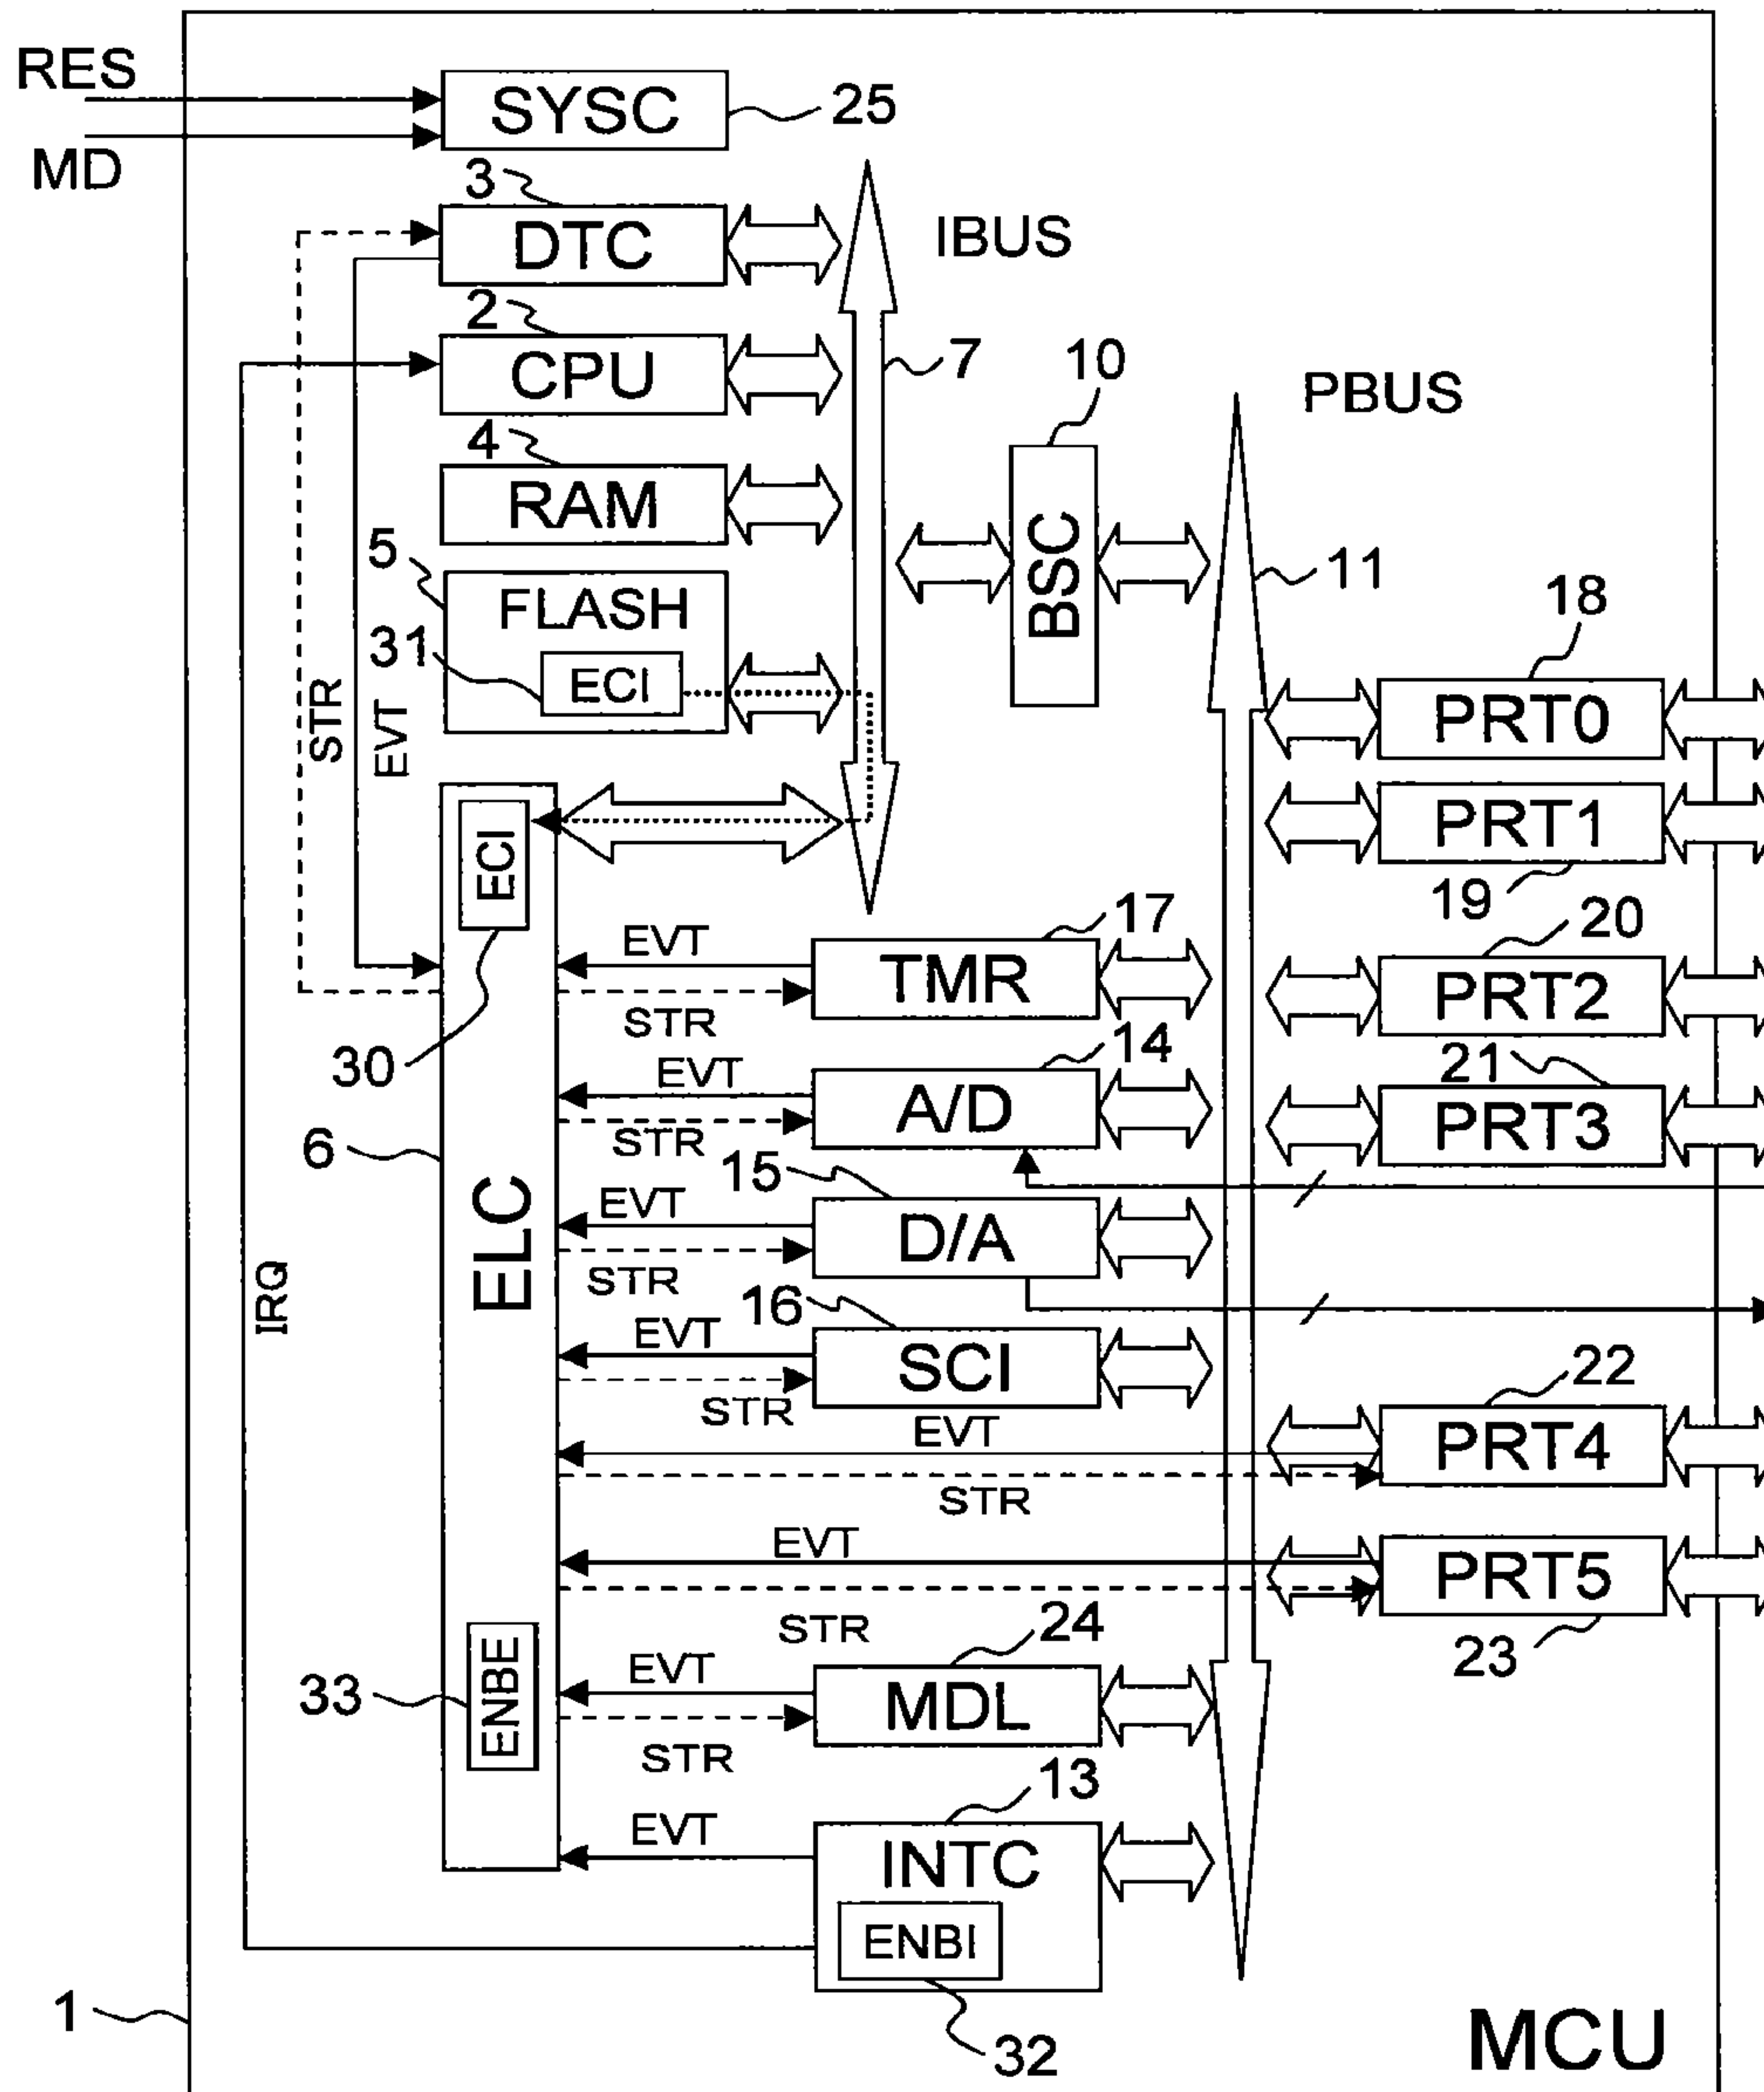 RES
SYSC
25
MD
3
DTC
IBUS
2
CPU
7
10
PBUS
4
RAM
5
FLASH
31
ECI
BSC
11
18
PRT0
STR
EVT
PRT1
19
ECI
30
17
EVT
TMR
STR
20
PRT2
14
EVT
A/D
STR
21
PRT3
6
ELC
15
EVT
D/A
STR
IRQ
16
EVT
SCI
STR
22
EVT
PRT4
STR
EVT
PRT5
STR
23
33
ENBE
24
EVT
MDL
STR
13
EVT
INTC
ENBI
32
1
MCU